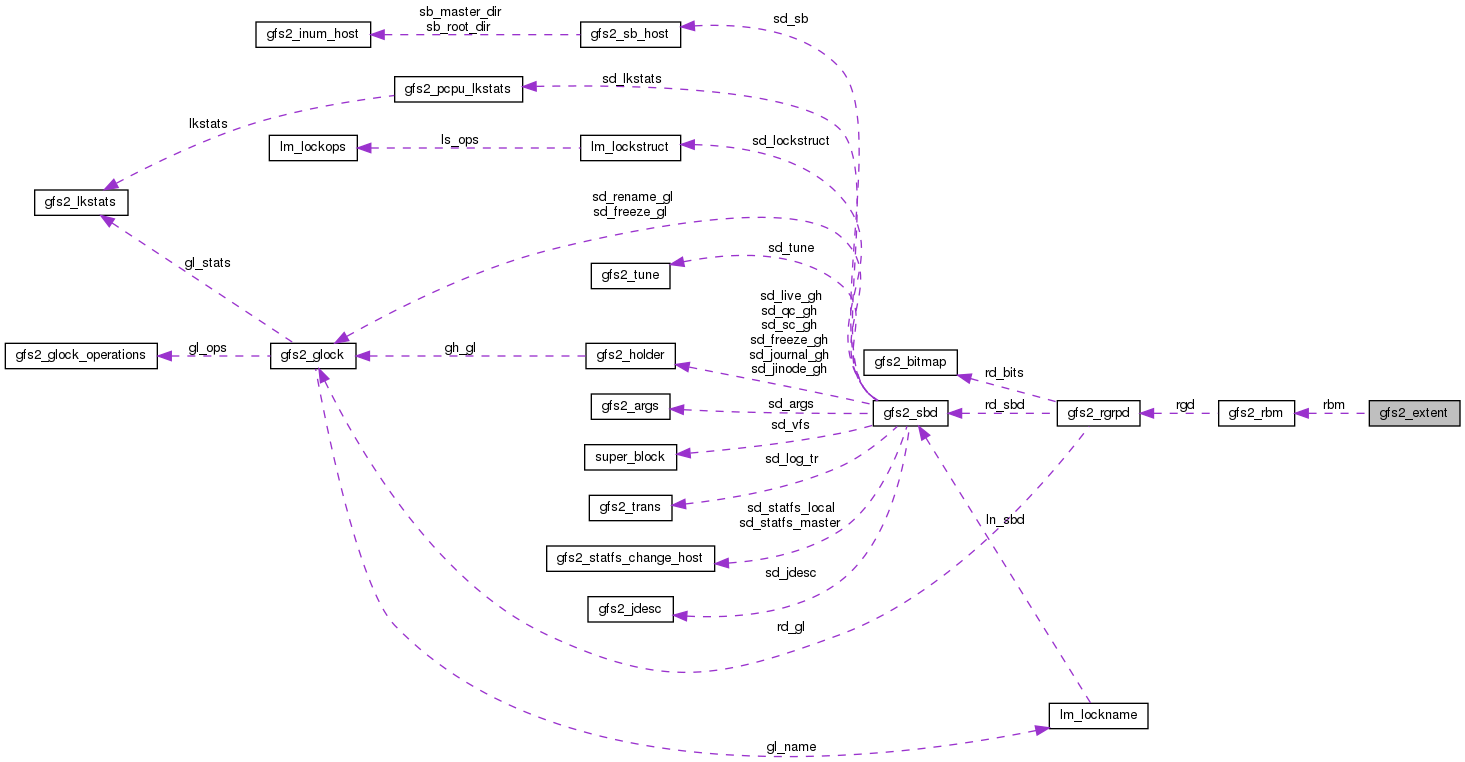 sb_master_dir
sb_root_dir
sd_sb
gfs2_inum_host
gfs2_sb_host
sd_lkstats
gfs2_pcpu_lkstats
lkstats
ls_ops
sd_lockstruct
lm_lockops
lm_lockstruct
gfs2_lkstats
sd_rename_gl
sd_freeze_gl
gl_stats
sd_tune
gfs2_tune
sd_live_gh
sd_qc_gh
sd_sc_gh
sd_freeze_gh
sd_journal_gh
sd_jinode_gh
gfs2_glock_operations
gl_ops
gfs2_glock
gh_gl
gfs2_holder
gfs2_bitmap
rd_bits
gfs2_args
sd_args
gfs2_sbd
rd_sbd
gfs2_rgrpd
rgd
gfs2_rbm
rbm
gfs2_extent
sd_vfs
super_block
sd_log_tr
gfs2_trans
sd_statfs_local
sd_statfs_master
ln_sbd
gfs2_statfs_change_host
sd_jdesc
gfs2_jdesc
rd_gl
lm_lockname
gl_name